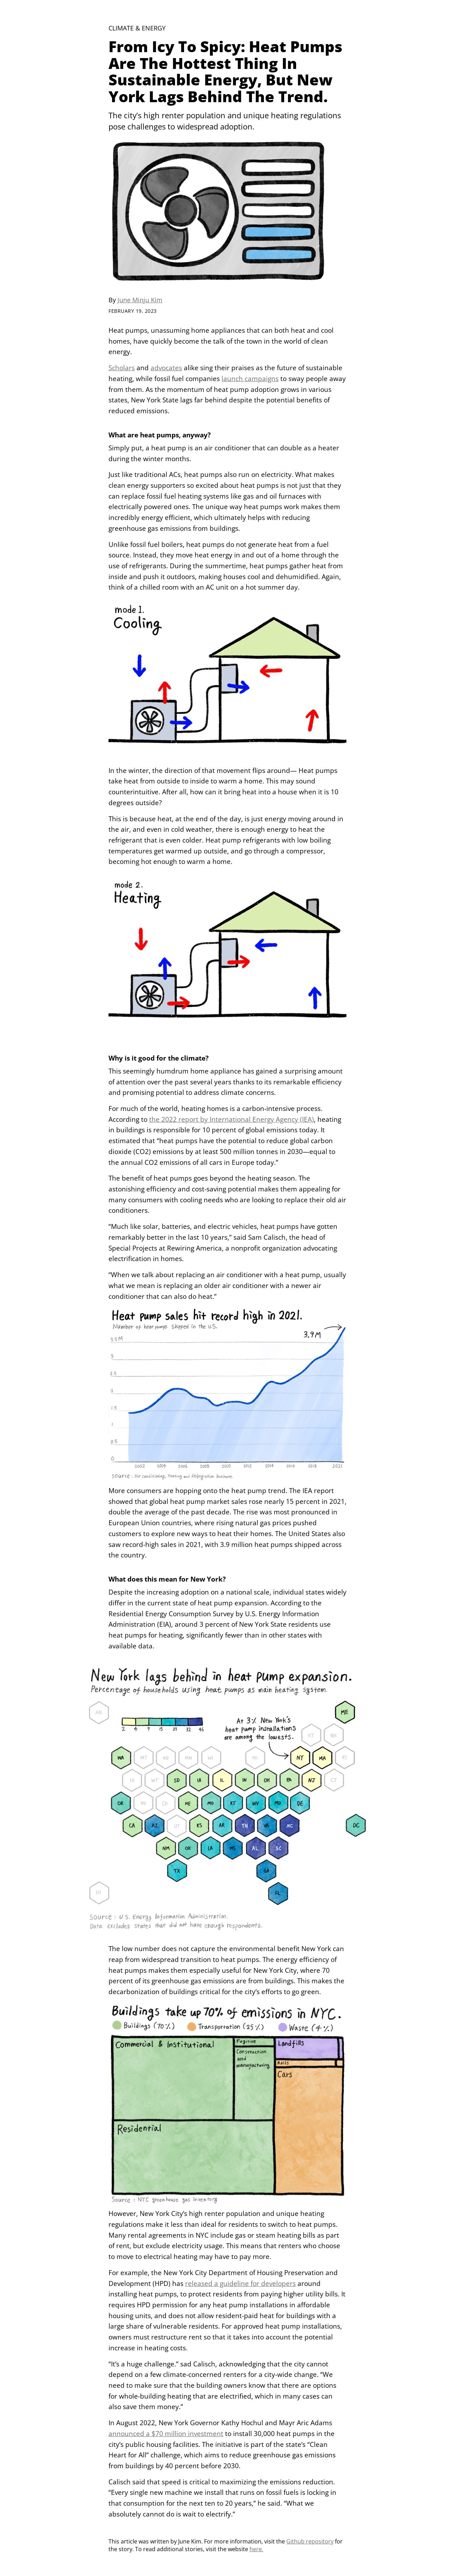 CLIMATE & ENERGY
From Icy To Spicy: Heat Pumps
Are The Hottest Thing In
Sustainable Energy, But New
York Lags Behind The Trend.
The city's high renter population and unique heating regulations
pose challenges to widespread adoption.
By June Minju Kim
FEBRUARY 19, 2023
Heat pumps, unassuming home appliances that can both heat and cool
homes, have quickly become the talk of the town in the world of clean
energy.
Scholars and advocates alike sing their praises as the future of sustainable
heating, while fossil fuel companies launch campaigns to sway people away
from them. As the momentum of heat pump adoption grows in various
states, New York State lags far behind despite the potential benefits of
reduced emissions.
What are heat pumps, anyway?
Simply put, a heat pump is an air conditioner that can double as a heater
during the winter months.
Just like traditional ACs, heat pumps also run on electricity. What makes
clean energy supporters so excited about heat pumps is not just that they
can replace fossil fuel heating systems like gas and oil furnaces with
electrically powered ones. The unique way heat pumps work makes them
incredibly energy efficient, which ultimately helps with reducing
greenhouse gas emissions from buildings.
Unlike fossil fuel boilers, heat pumps do not generate heat from a fuel
source. Instead, they move heat energy in and out of a home through the
use of refrigerants. During the summertime, heat pumps gather heat from
inside and push it outdoors, making houses cool and dehumidified. Again,
think of a chilled room with an AC unit on a hot summer day.
mode 1.
Cooling
In the winter, the direction of that movement flips around— Heat pumps
take heat from outside to inside to warm a home. This may sound
counterintuitive. After all, how can it bring heat into a house when it is 10
degrees outside?
This is because heat, at the end of the day, is just energy moving around in
the air, and even in cold weather, there is enough energy to heat the
refrigerant that is even colder. Heat pump refrigerants with low boiling
temperatures get warmed up outside, and go through a compressor,
becoming hot enough to warm a home.
mode 2.
Heating
Why is it good for the climate?
This seemingly humdrum home appliance has gained a surprising amount
of attention over the past several years thanks to its remarkable efficiency
and promising potential to address climate concerns.
For much of the world, heating homes is a carbon-intensive process.
According to the 2022 report by International Energy Agency (IEA), heating
in buildings is responsible for 10 percent of global emissions today. It
estimated that "heat pumps have the potential to reduce global carbon
dioxide (CO2) emissions by at least 500 million tonnes in 2030—equal to
the annual CO2 emissions of all cars in Europe today."
The benefit of heat pumps goes beyond the heating season. The
astonishing efficiency and cost-saving potential makes them appealing for
many consumers with cooling needs who are looking to replace their old air
conditioners.
"Much like solar, batteries, and electric vehicles, heat pumps have gotten
remarkably better in the last 10 years," said Sam Calisch, the head of
Special Projects at Rewiring America, a nonprofit organization advocating
electrification in homes.
"When we talk about replacing an air conditioner with a heat pump, usually
what we mean is replacing an older air conditioner with a newer air
conditioner that can also do heat."
Heat pump sales hit record high in 2021.
Number of heat pumps shipped in the U.S.
3.9M
3.5M
3
2
1
0.5
0
2002 2004 2006 2008 2010 2012 2014 2016 2018 2021
Source: Air Conditioning, Heating and Refrigeration Institute.
More consumers are hopping onto the heat pump trend. The IEA report
showed that global heat pump market sales rose nearly 15 percent in 2021,
double the average of the past decade. The rise was most pronounced in
European Union countries, where rising natural gas prices pushed
customers to explore new ways to heat their homes. The United States also
saw record-high sales in 2021, with 3.9 million heat pumps shipped across
the country.
What does this mean for New York?
Despite the increasing adoption on a national scale, individual states widely
differ in the current state of heat pump expansion. According to the
Residential Energy Consumption Survey by U.S. Energy Information
Administration (EIA), around 3 percent of New York State residents use
heat pumps for heating, significantly fewer than in other states with
available data.
New York lags behind in heat pump expansion.
Percentage of households using heat pumps as main heating system.
AK ME
At 3% New York's
heat pump installations
are among the lowests.
WA NY MA
SD IA IL IN OH PA NJ
OR NE MO KY WV MD DE
CA AZ KS AR TN VA NC DC
NM OK LA MS AL SC
TX GA
FL
Source: U.S. Energy Information Administration.
Data excludes states that did not have enough respondents.
The low number does not capture the environmental benefit New York can
reap from widespread transition to heat pumps. The energy efficiency of
heat pumps makes them especially useful for New York City, where 70
percent of its greenhouse gas emissions are from buildings. This makes the
decarbonization of buildings critical for the city's efforts to go green.
Buildings take up 70% of emissions in NYC.
Buildings (70%) Transportation (25%) Waste (4%)
Commercial & Institutional
Fugitive
Construction
and
manufacturing
Landfills
Cars
Residential
Source: NYC greenhouse gas inventory
However, New York City's high renter population and unique heating
regulations make it less than ideal for residents to switch to heat pumps.
Many rental agreements in NYC include gas or steam heating bills as part
of rent, but exclude electricity usage. This means that renters who choose
to move to electrical heating may have to pay more.
For example, the New York City Department of Housing Preservation and
Development (HPD) has released a guideline for developers around
installing heat pumps, to protect residents from paying higher utility bills. It
requires HPD permission for any heat pump installations in affordable
housing units, and does not allow resident-paid heat for buildings with a
large share of vulnerable residents. For approved heat pump installations,
owners must restructure rent so that it takes into account the potential
increase in heating costs.
"It's a huge challenge." sad Calisch, acknowledging that the city cannot
depend on a few climate-concerned renters for a city-wide change. "We
need to make sure that the building owners know that there are options
for whole-building heating that are electrified, which in many cases can
also save them money."
In August 2022, New York Governor Kathy Hochul and Mayr Aric Adams
announced a $70 million investment to install 30,000 heat pumps in the
city's public housing facilities. The initiative is part of the state's "Clean
Heart for All" challenge, which aims to reduce greenhouse gas emissions
from buildings by 40 percent before 2030.
Calisch said that speed is critical to maximizing the emissions reduction.
"Every single new machine we install that runs on fossil fuels is locking in
that consumption for the next ten to 20 years," he said. "What we
absolutely cannot do is wait to electrify."
This article was written by June Kim. For more information, visit the Github repository for
the story. To read additional stories, visit the website here.